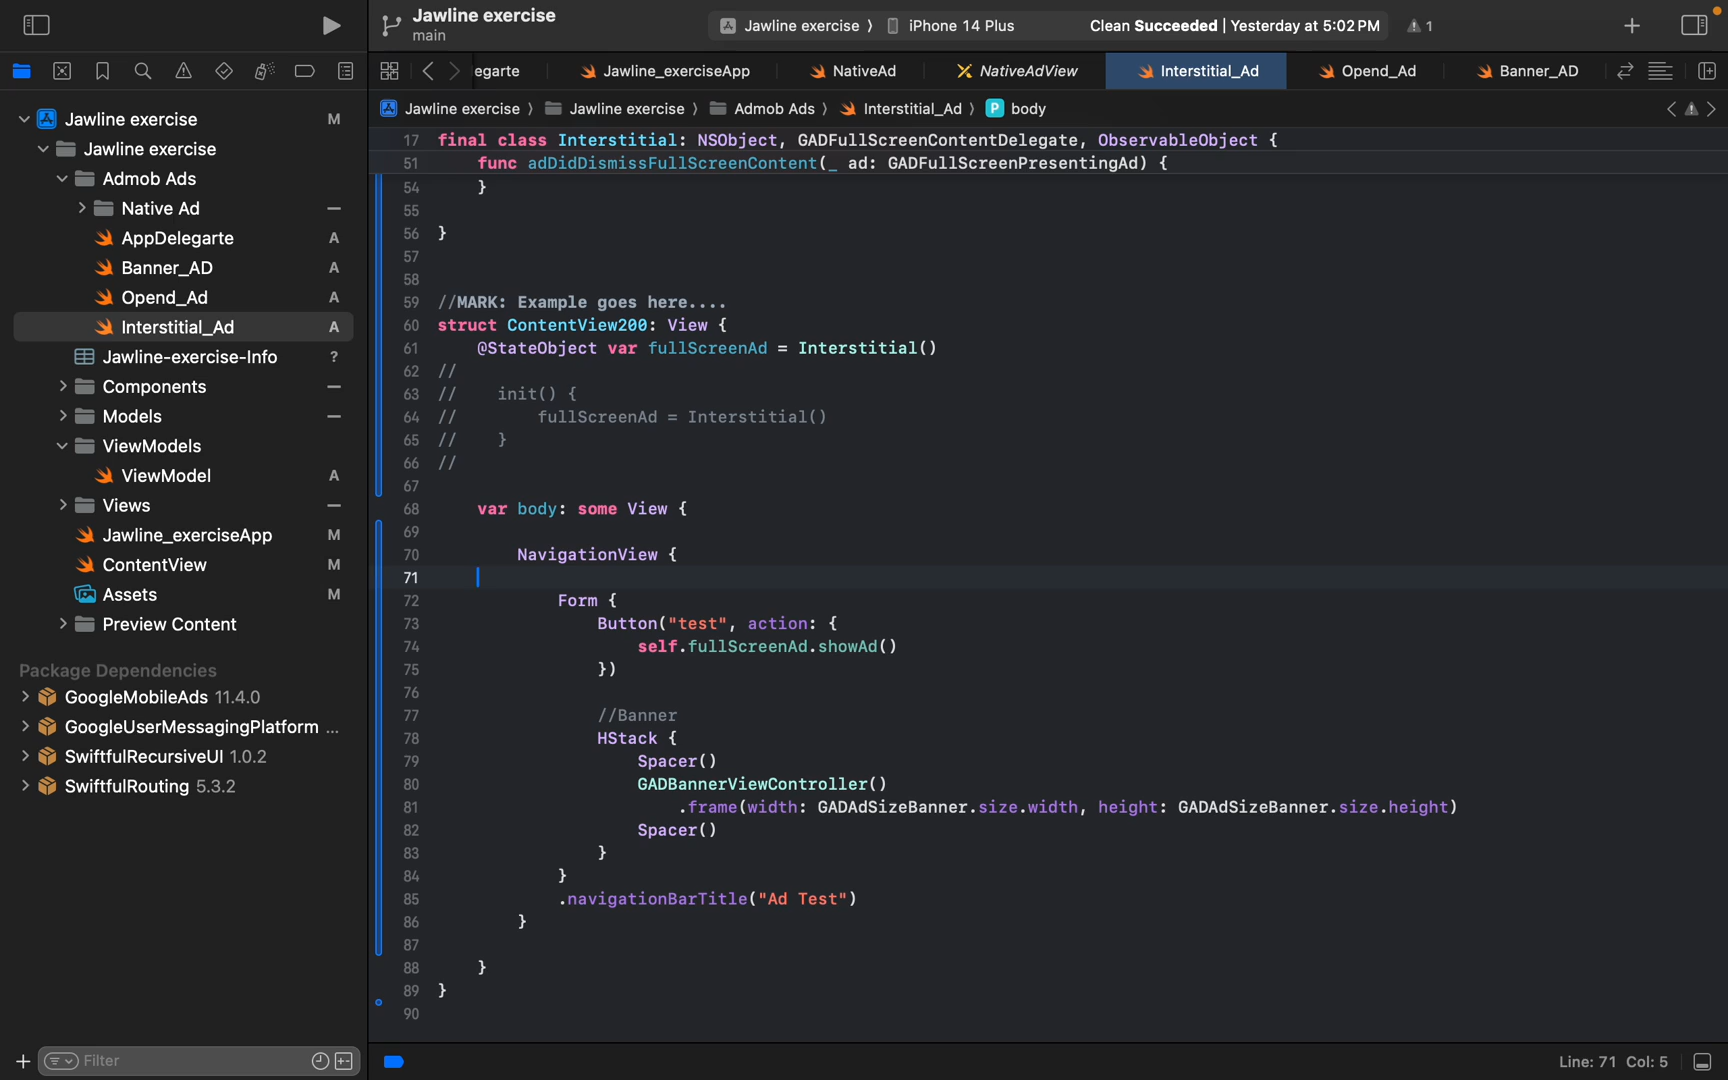 Jawline exercise
main
Jawline exercise 〉 iPhone 14 Plus
Clean Succeeded | Yesterday at 5:02 PM
1
egarte
Jawline_exerciseApp
NativeAd
NativeAdView
Interstitial_Ad
Opend_Ad
Banner_AD
Jawline exercise 〉 Jawline exercise 〉 Admob Ads 〉 Interstitial_Ad 〉 P body
Jawline exercise M
Jawline exercise
Admob Ads
Native Ad
AppDelegarte A
Banner_AD A
Opend_Ad A
Interstitial_Ad A
Jawline-exercise-Info ?
Components
Models
ViewModels
ViewModel A
Views
Jawline_exerciseApp M
ContentView M
Assets M
Preview Content
Package Dependencies
GoogleMobileAds 11.4.0
GoogleUserMessagingPlatform ...
SwiftfulRecursiveUI 1.0.2
SwiftfulRouting 5.3.2
Filter
17 final class Interstitial: NSObject, GADFullScreenContentDelegate, ObservableObject {
51 func adDidDismissFullScreenContent(_ ad: GADFullScreenPresentingAd) {
54 }
55
56 }
57
58
59 //MARK: Example goes here....
60 struct ContentView200: View {
61 @StateObject var fullScreenAd = Interstitial()
62 //
63 // init() {
64 // fullScreenAd = Interstitial()
65 // }
66 //
67
68 var body: some View {
69
70 NavigationView {
71
72 Form {
73 Button("test", action: {
74 self.fullScreenAd.showAd()
75 })
76
77 //Banner
78 HStack {
79 Spacer()
80 GADBannerViewController()
81 .frame(width: GADAdSizeBanner.size.width, height: GADAdSizeBanner.size.height)
82 Spacer()
83 }
84 }
85 .navigationBarTitle("Ad Test")
86 }
87
88 }
89 }
90
Line: 71 Col: 5